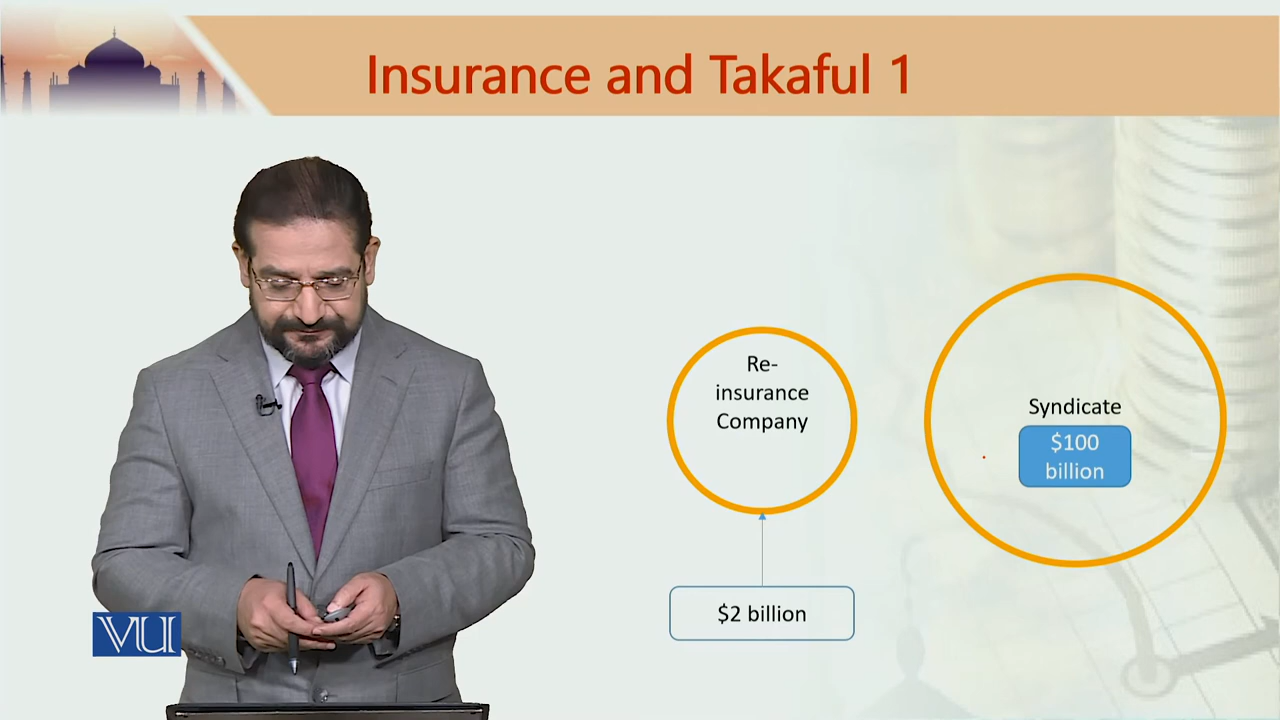 Insurance and Takaful 1
Re-
insurance
Company
Syndicate
$100
billion
$2 billion
VU